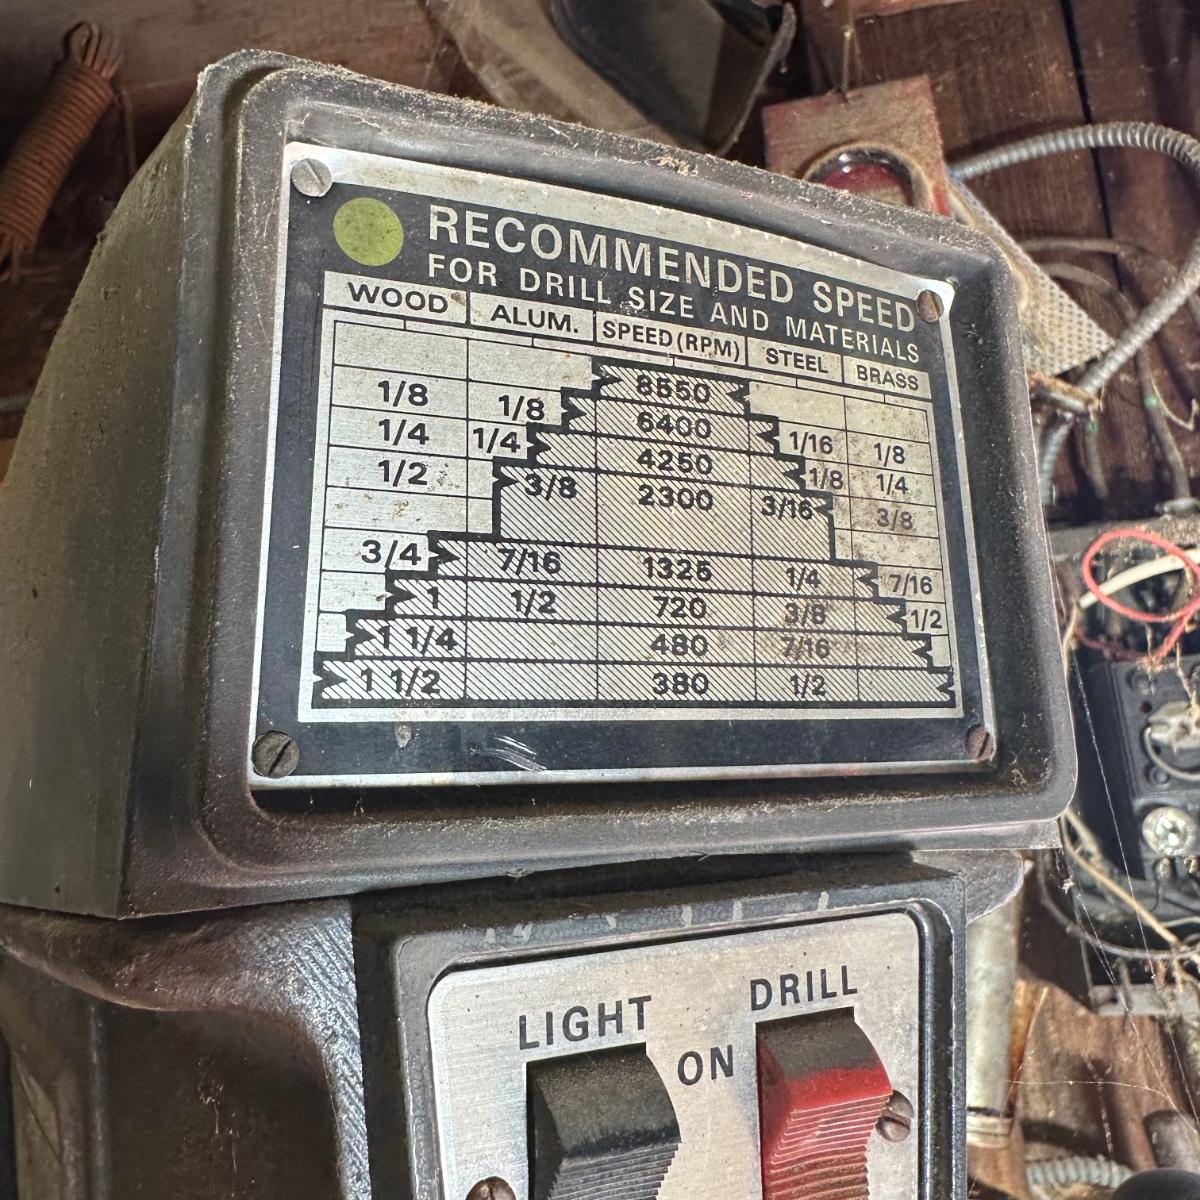 RECOMMENDED SPEED
FOR DRILL SIZE AND MATERIALS
WOOD ALUM. SPEED (RPM) STEEL BRASS
8550
1/8 1/8 6400 1/16 1/8
1/4 1/4 4250 1/8 1/4
1/2 3/8 2300 3/16 3/8
3/4 7/16 1325 1/4 7/16
1 1/2 720 3/8 1/2
1 1/4 480 7/16
1 1/2 380 1/2
LIGHT DRILL
ON